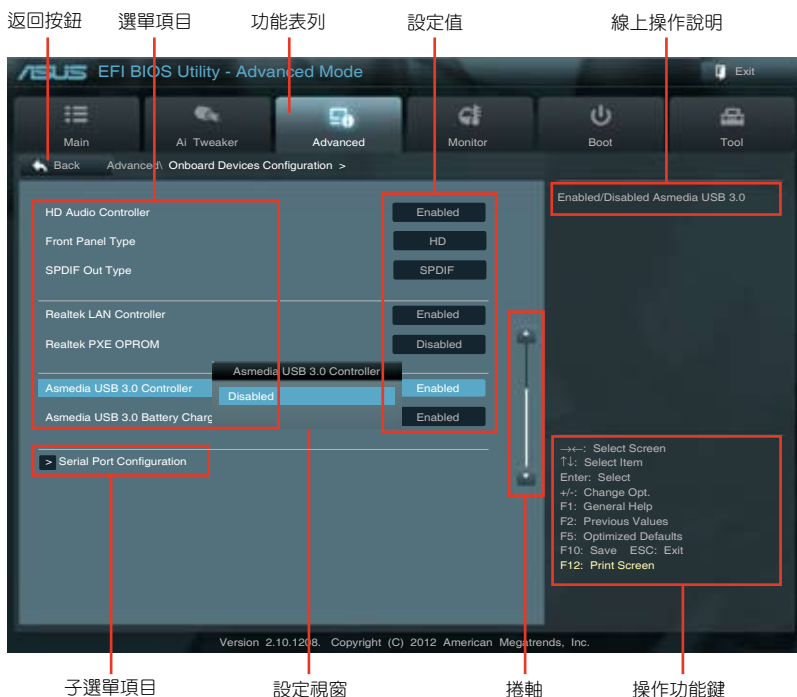 返回按鈕 選單項目 功能表列 設定值 線上操作說明
ASUS EFI BIOS Utility - Advanced Mode Exit
Main Ai Tweaker Advanced Monitor Boot Tool
Back Advanced\ Onboard Devices Configuration >
Enabled/Disabled Asmedia USB 3.0
HD Audio Controller Enabled
Front Panel Type HD
SPDIF Out Type SPDIF
Realtek LAN Controller Enabled
Realtek PXE OPROM Disabled
Asmedia USB 3.0 Controller
Asmedia USB 3.0 Controller Enabled
Disabled
Asmedia USB 3.0 Battery Charg Enabled
> Serial Port Configuration
→←: Select Screen
↑↓: Select Item
Enter: Select
+/-: Change Opt.
F1: General Help
F2: Previous Values
F5: Optimized Defaults
F10: Save ESC: Exit
F12: Print Screen
Version 2.10.1208. Copyright (C) 2012 American Megatrends, Inc.
子選單項目 設定視窗 捲軸 操作功能鍵